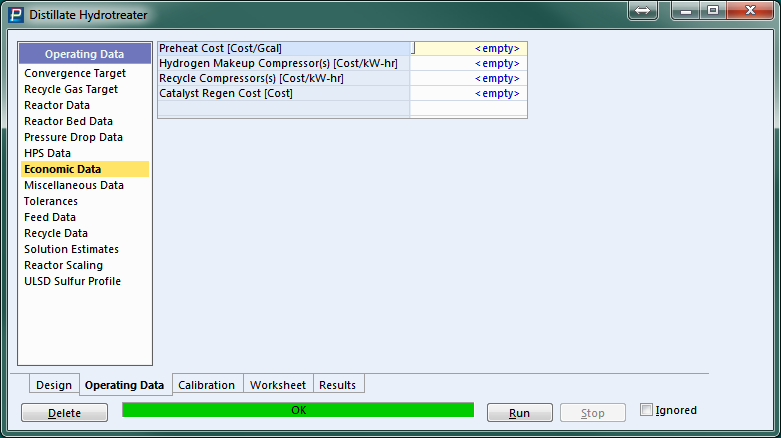 Distillate Hydrotreater
Operating Data
Convergence Target
Recycle Gas Target
Reactor Data
Reactor Bed Data
Pressure Drop Data
HPS Data
Economic Data
Miscellaneous Data
Tolerances
Feed Data
Recycle Data
Solution Estimates
Reactor Scaling
ULSD Sulfur Profile
Preheat Cost [Cost/Gcal] <empty>
Hydrogen Makeup Compressor(s) [Cost/kW-hr] <empty>
Recycle Compressors(s) [Cost/kW-hr] <empty>
Catalyst Regen Cost [Cost] <empty>
Design Operating Data Calibration Worksheet Results
Delete OK Run Stop Ignored